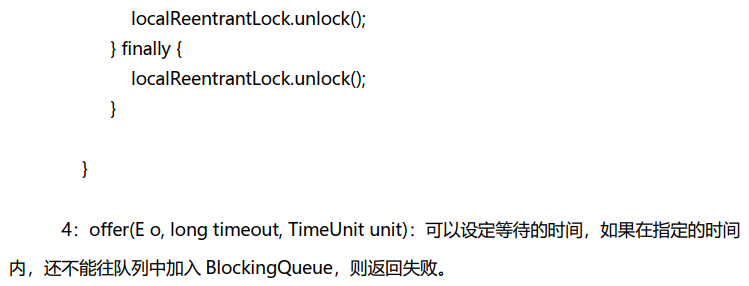 localReentrantLock.unlock();
} finally {
localReentrantLock.unlock();
}
}
4：offer(E o, long timeout, TimeUnit unit)：可以设定等待的时间，如果在指定的时间
内，还不能往队列中加入 BlockingQueue，则返回失败。